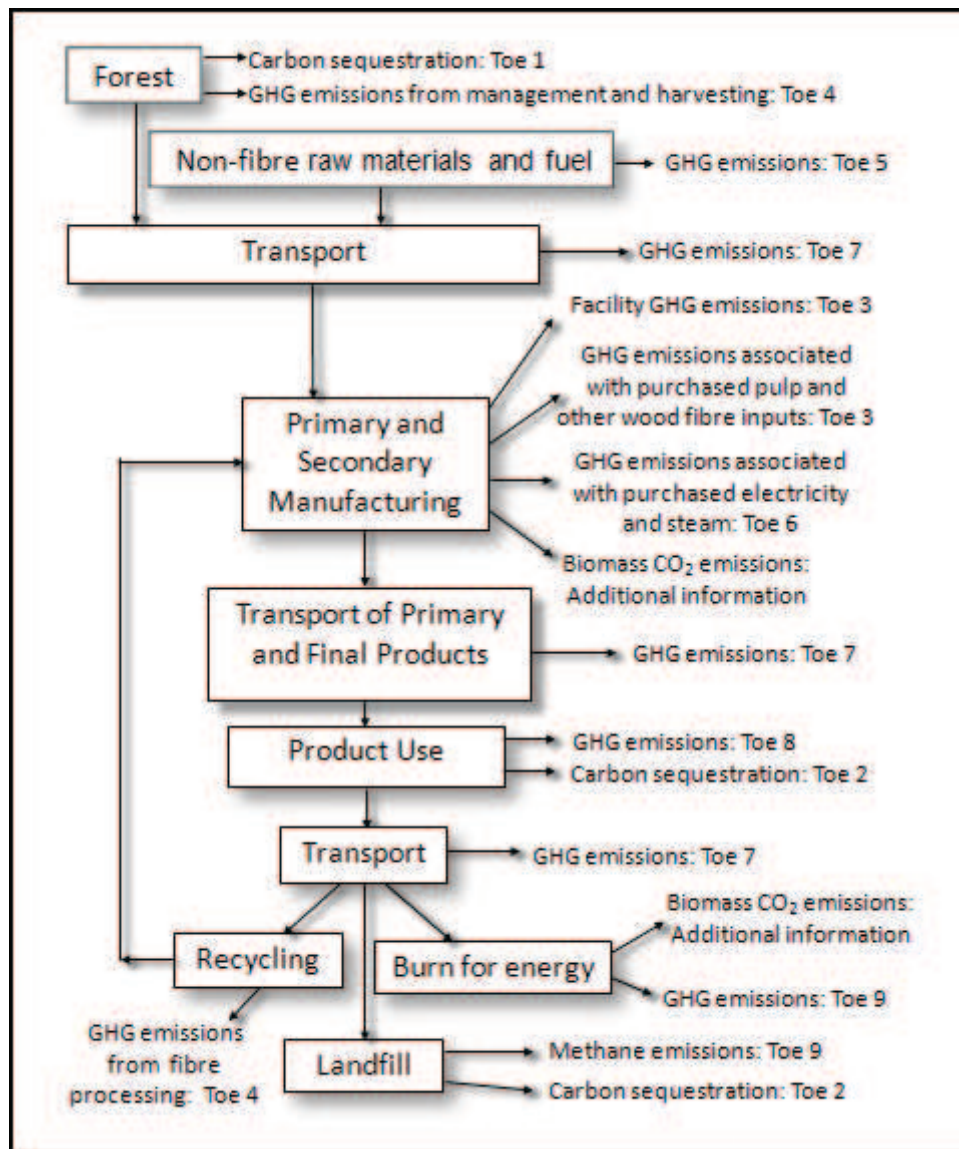 Carbon sequestration: Toe 1
Forest
GHG emissions from management and harvesting: Toe 4
Non-fibre raw materials and fuel
GHG emissions: Toe 5
Transport
GHG emissions: Toe 7
Facility GHG emissions: Toe 3
GHG emissions associated
with purchased pulp and
other wood fibre inputs: Toe 3
Primary and
Secondary
Manufacturing
GHG emissions associated
with purchased electricity
and steam: Toe 6
Biomass CO₂ emissions:
Additional information
Transport of Primary
and Final Products
GHG emissions: Toe 7
Product Use
GHG emissions: Toe 8
Carbon sequestration: Toe 2
Transport
GHG emissions: Toe 7
Biomass CO₂ emissions:
Additional information
Recycling
Burn for energy
GHG emissions: Toe 9
GHG emissions
from fibre
processing: Toe 4
Landfill
Methane emissions: Toe 9
Carbon sequestration: Toe 2